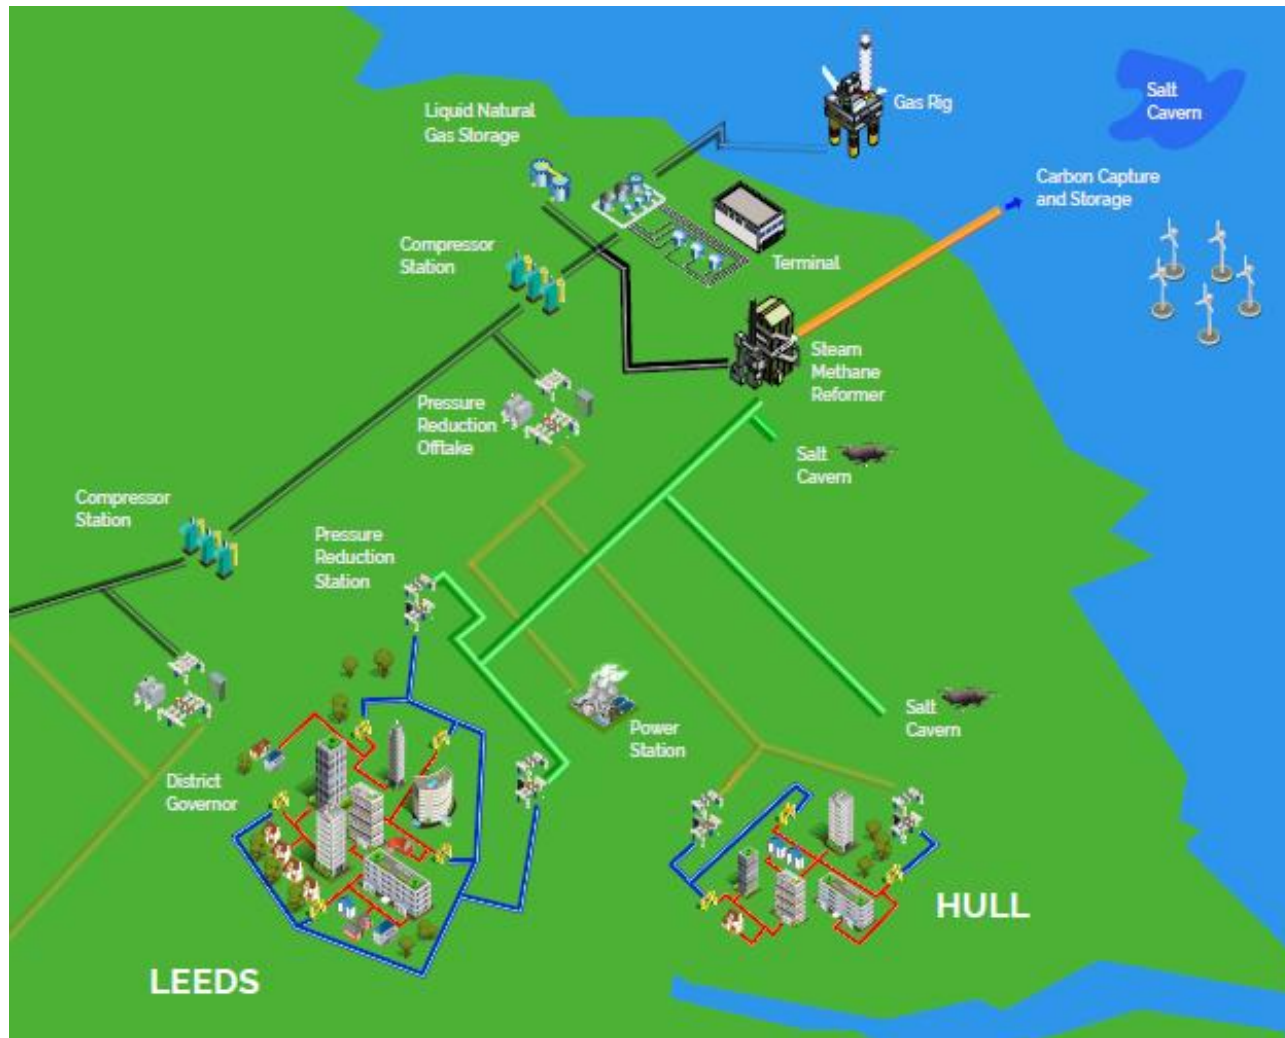 Liquid Natural
Gas Storage
Gas Rig
Salt
Cavern
Carbon Capture
and Storage
Compressor
Station
Terminal
Steam
Methane
Reformer
Pressure
Reduction
Offtake
Salt
Cavern
Compressor
Station
Pressure
Reduction
Station
Salt
Cavern
Power
Station
District
Governor
HULL
LEEDS